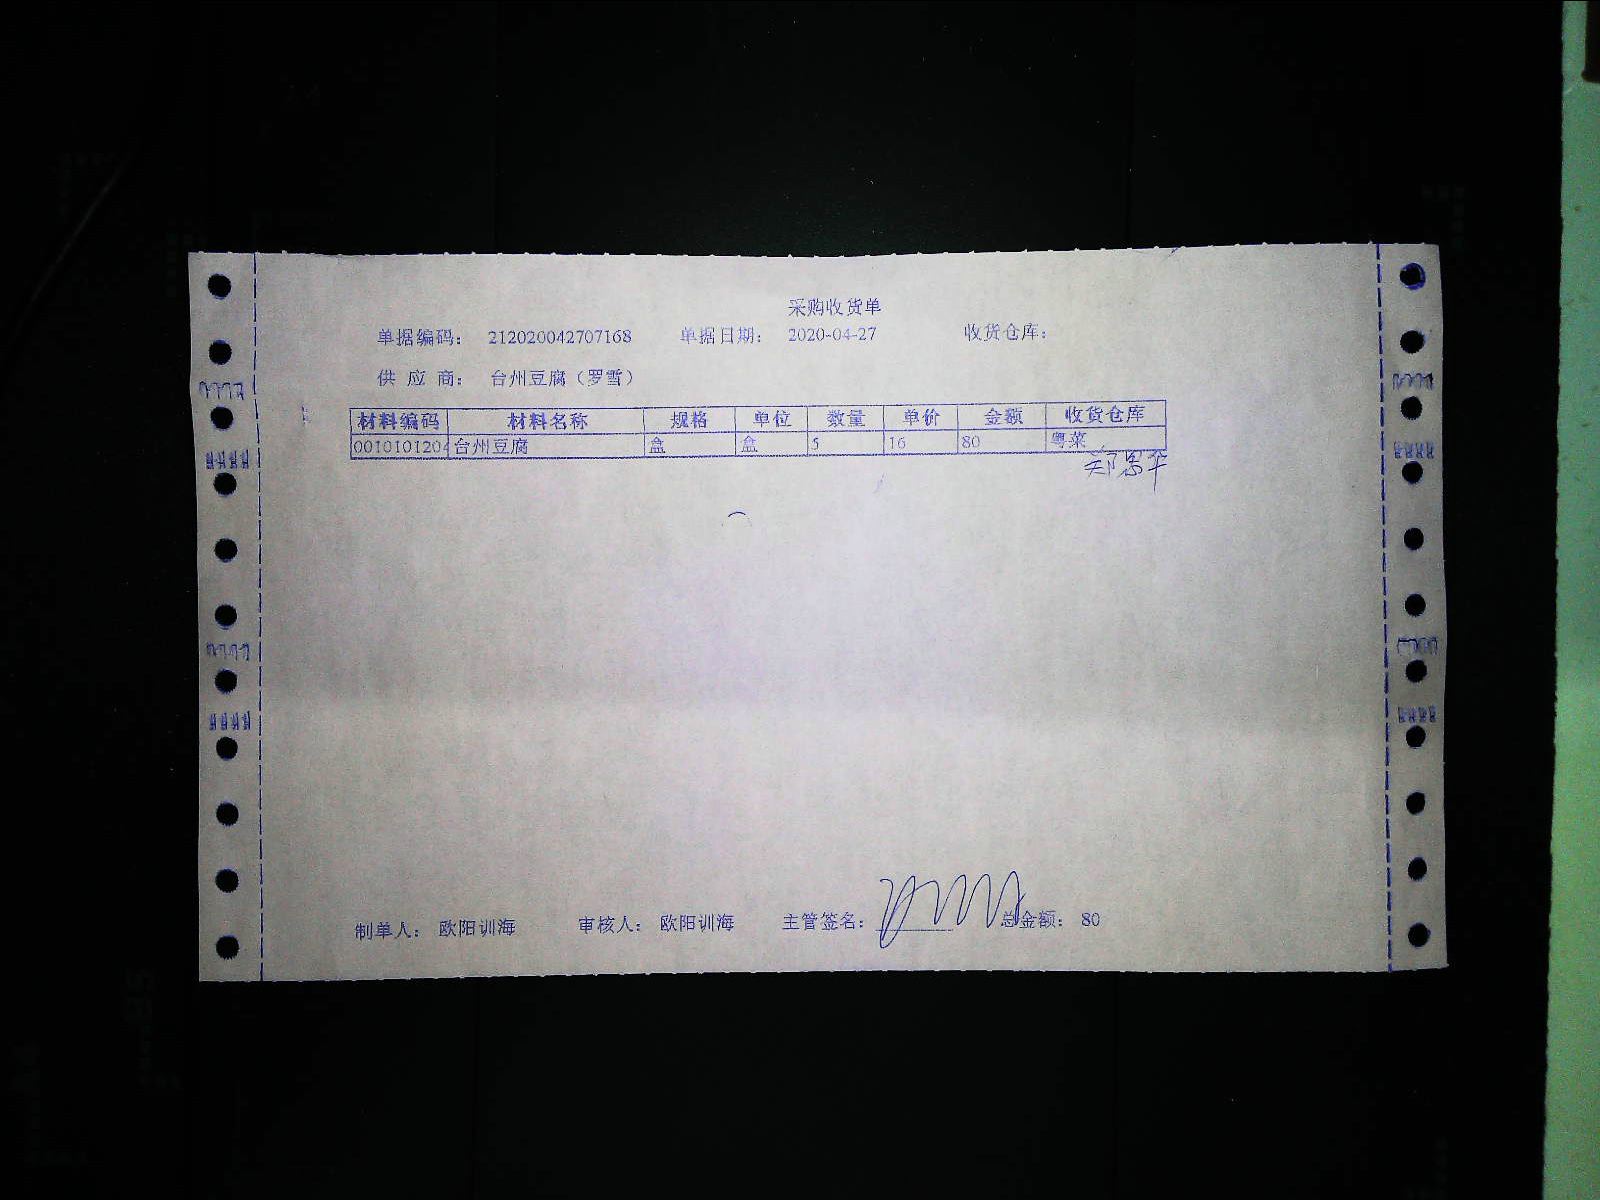 采购收货单
单据编码： 212020042707168 单据日期： 2020-04-27 收货仓库：
供 应 商： 台州豆腐（罗雪）
材料编码 材料名称 规格 单位 数量 单价 金额 收货仓库
0010101204 台州豆腐 盒 盒 5 16 80 粤菜
制单人： 欧阳训海 审核人： 欧阳训海 主管签名： 总金额： 80